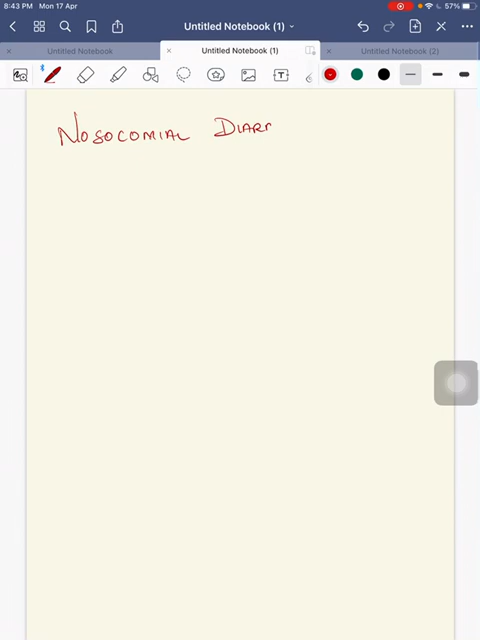 8:43 PM Mon 17 Apr 57%
Untitled Notebook (1)
Untitled Notebook Untitled Notebook (1) Untitled Notebook (2)
NOSOCOMIAL DIAR